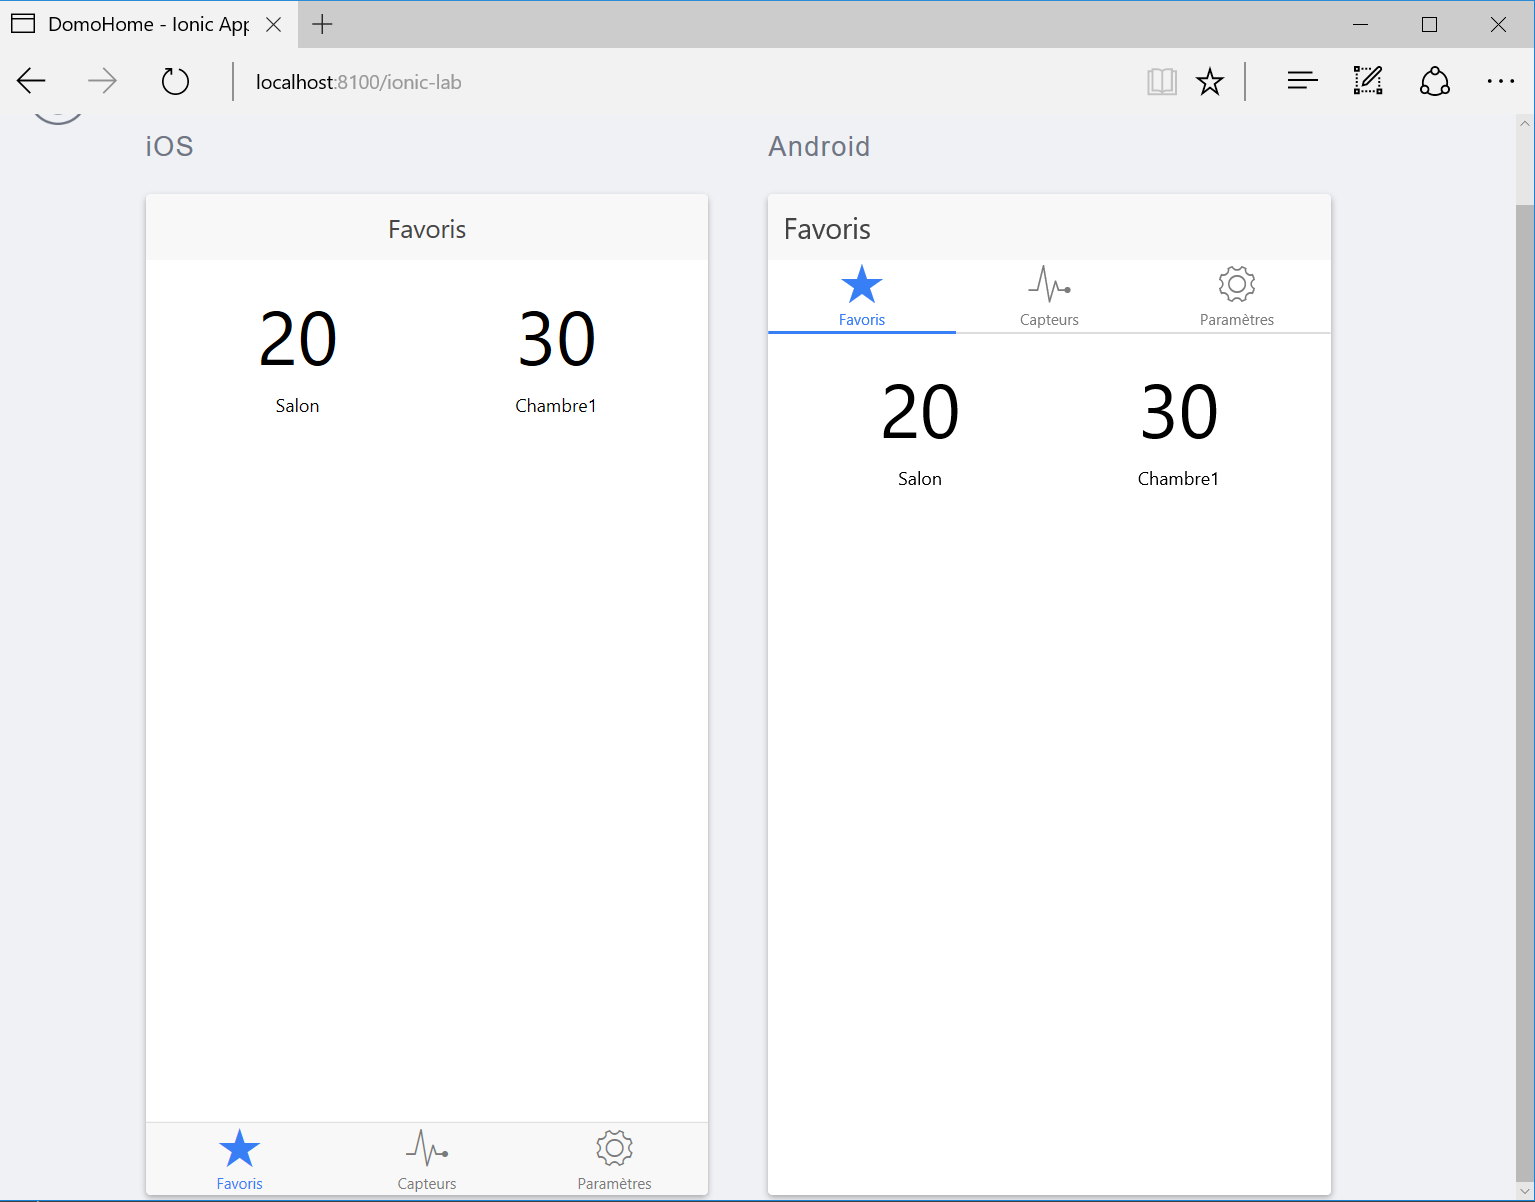 DomoHome - Ionic App
localhost:8100/ionic-lab
iOS
Favoris
20
30
Salon
Chambre1
Favoris
Capteurs
Paramètres
Android
Favoris
Favoris
Capteurs
Paramètres
20
30
Salon
Chambre1